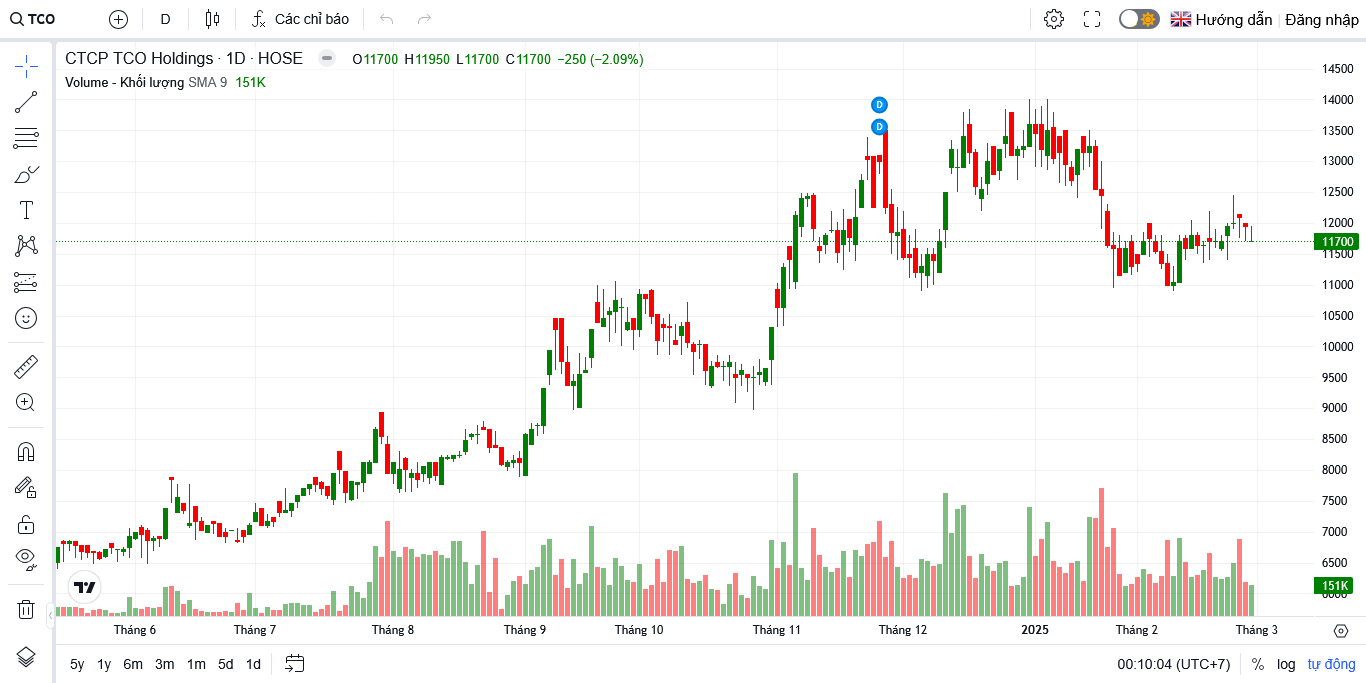 TCO D Các chỉ báo Hướng dẫn Đăng nhập
CTCP TCO Holdings · 1D · HOSE O11700 H11950 L11700 C11700 −250 (−2.09%)
Volume - Khối lượng SMA 9 151K
D
D
14500
14000
13500
13000
12500
12000
11700
11500
11000
10500
10000
9500
9000
8500
8000
7500
7000
6500
151K
6000
Tháng 6 Tháng 7 Tháng 8 Tháng 9 Tháng 10 Tháng 11 Tháng 12 2025 Tháng 2 Tháng 3
5y 1y 6m 3m 1m 5d 1d 00:10:04 (UTC+7) % log tự động